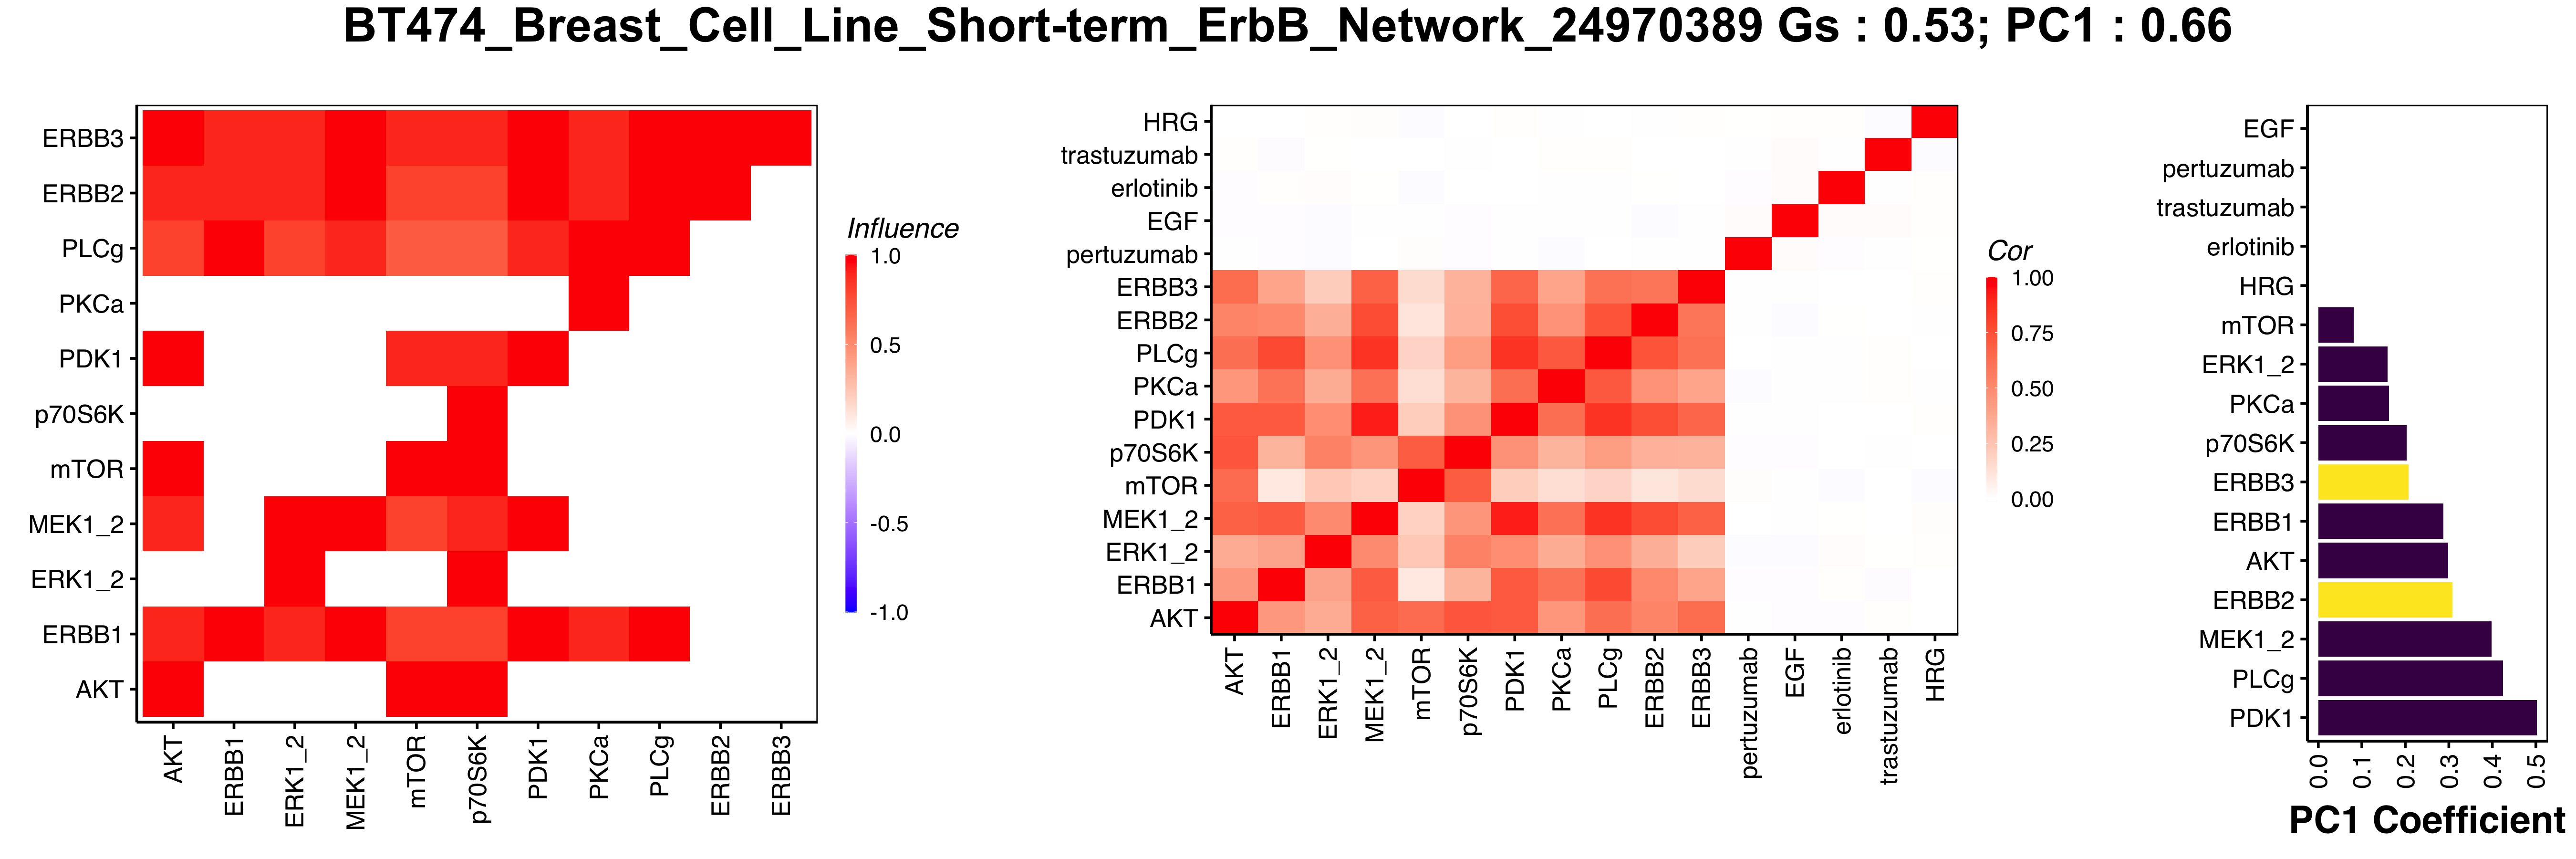 BT474_Breast_Cell_Line_Short-term_ErbB_Network_24970389 Gs : 0.53; PC1 : 0.66
ERBB3
ERBB2
PLCg
PKCa
PDK1
p70S6K
mTOR
MEK1_2
ERK1_2
ERBB1
AKT
AKT
ERBB1
ERK1_2
MEK1_2
mTOR
p70S6K
PDK1
PKCa
PLCg
ERBB2
ERBB3
Influence
1.0
0.5
0.0
-0.5
-1.0
HRG
trastuzumab
erlotinib
EGF
pertuzumab
ERBB3
ERBB2
PLCg
PKCa
PDK1
p70S6K
mTOR
MEK1_2
ERK1_2
ERBB1
AKT
AKT
ERBB1
ERK1_2
MEK1_2
mTOR
p70S6K
PDK1
PKCa
PLCg
ERBB2
ERBB3
pertuzumab
EGF
erlotinib
trastuzumab
HRG
Cor
1.00
0.75
0.50
0.25
0.00
EGF
pertuzumab
trastuzumab
erlotinib
HRG
mTOR
ERK1_2
PKCa
p70S6K
ERBB3
ERBB1
AKT
ERBB2
MEK1_2
PLCg
PDK1
0.0
0.1
0.2
0.3
0.4
0.5
PC1 Coefficient